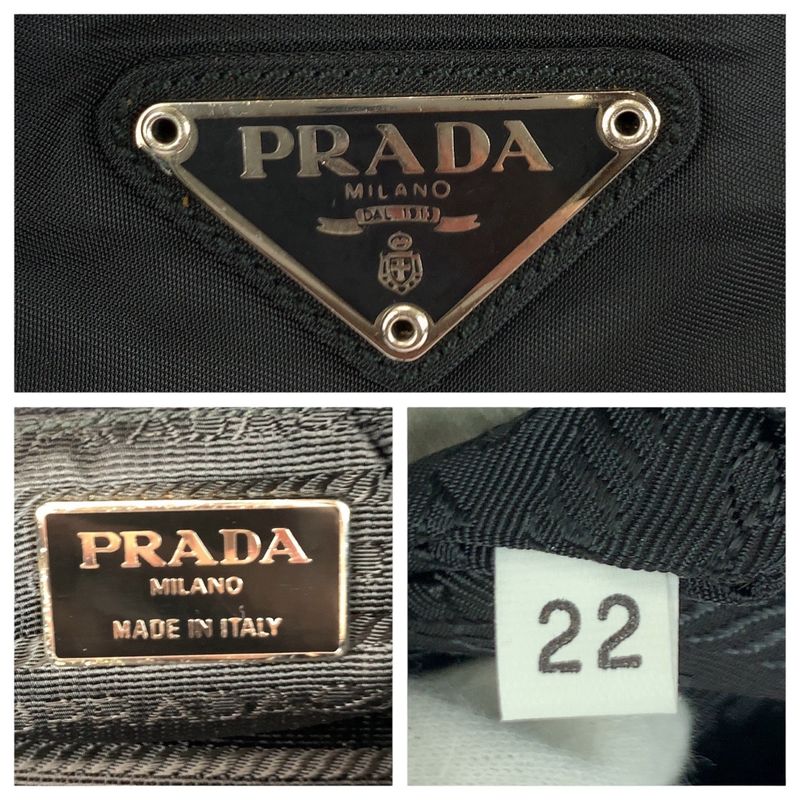 PRADA
MILANO
DAL 1913
PRADA
MILANO
MADE IN ITALY
22